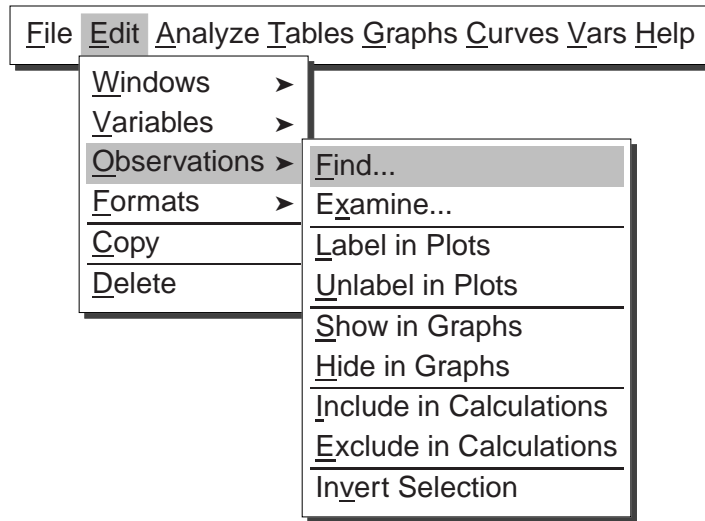 File Edit Analyze Tables Graphs Curves Vars Help
Windows ➤
Variables ➤
Observations ➤
Formats ➤
Copy
Delete
Find...
Examine...
Label in Plots
Unlabel in Plots
Show in Graphs
Hide in Graphs
Include in Calculations
Exclude in Calculations
Invert Selection